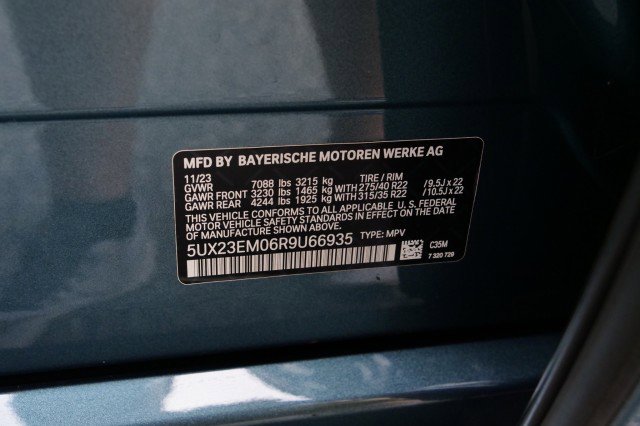 MFD BY BAYERISCHE MOTOREN WERKE AG
11/23 TIRE / RIM
GVWR 7088 lbs 3215 kg
GAWR FRONT 3230 lbs 1465 kg WITH 275/40 R22 / 9.5J x 22
GAWR REAR 4244 lbs 1925 kg WITH 315/35 R22 / 10.5J x 22
THIS VEHICLE CONFORMS TO ALL APPLICABLE U. S. FEDERAL
MOTOR VEHICLE SAFETY STANDARDS IN EFFECT ON THE DATE
OF MANUFACTURE SHOWN ABOVE.
5UX23EM06R9U66935 TYPE: MPV
C35M
7 320 729